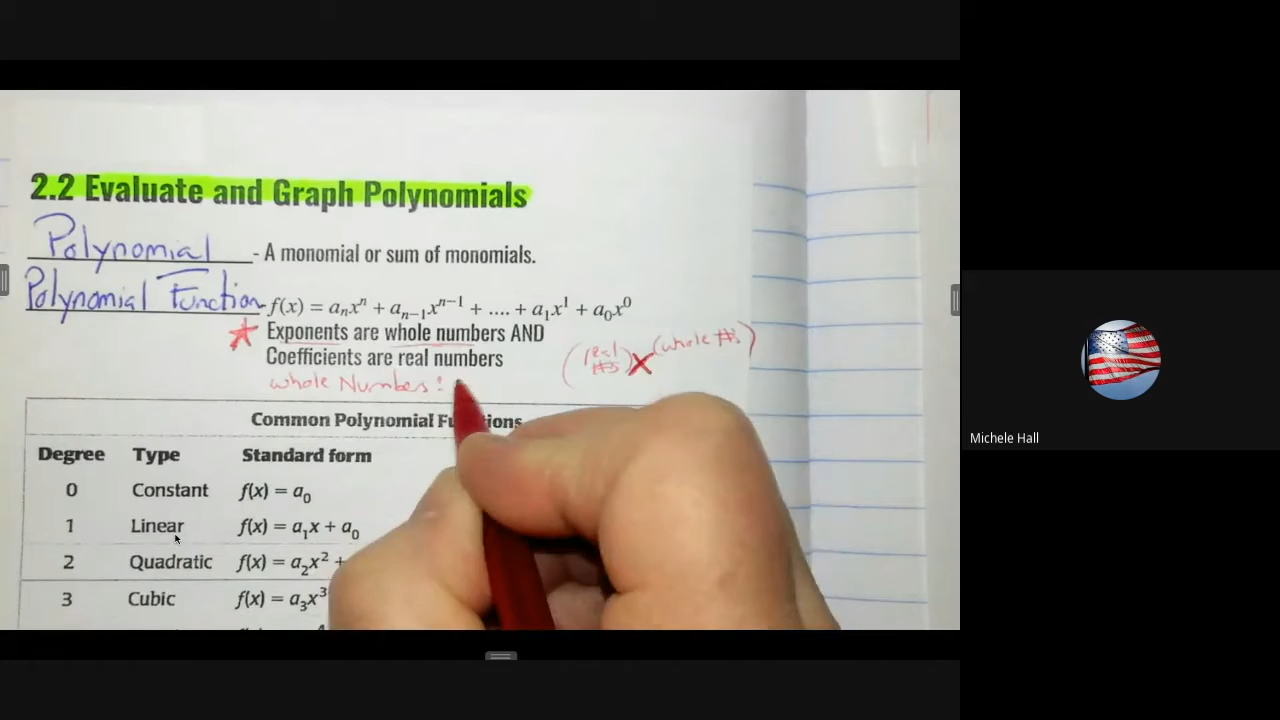 2.2 Evaluate and Graph Polynomials
Polynomial - A monomial or sum of monomials.
Polynomial Function f(x) = aₙxⁿ + aₙ₋₁xⁿ⁻¹ + .... + a₁x¹ + a₀x⁰
Exponents are whole numbers AND
Coefficients are real numbers
(real #s) x (whole #s)
whole Numbers:
Common Polynomial Functions
Degree Type Standard form
0 Constant f(x) = a₀
1 Linear f(x) = a₁x + a₀
2 Quadratic f(x) = a₂x² +
3 Cubic f(x) = a₃x³
Michele Hall